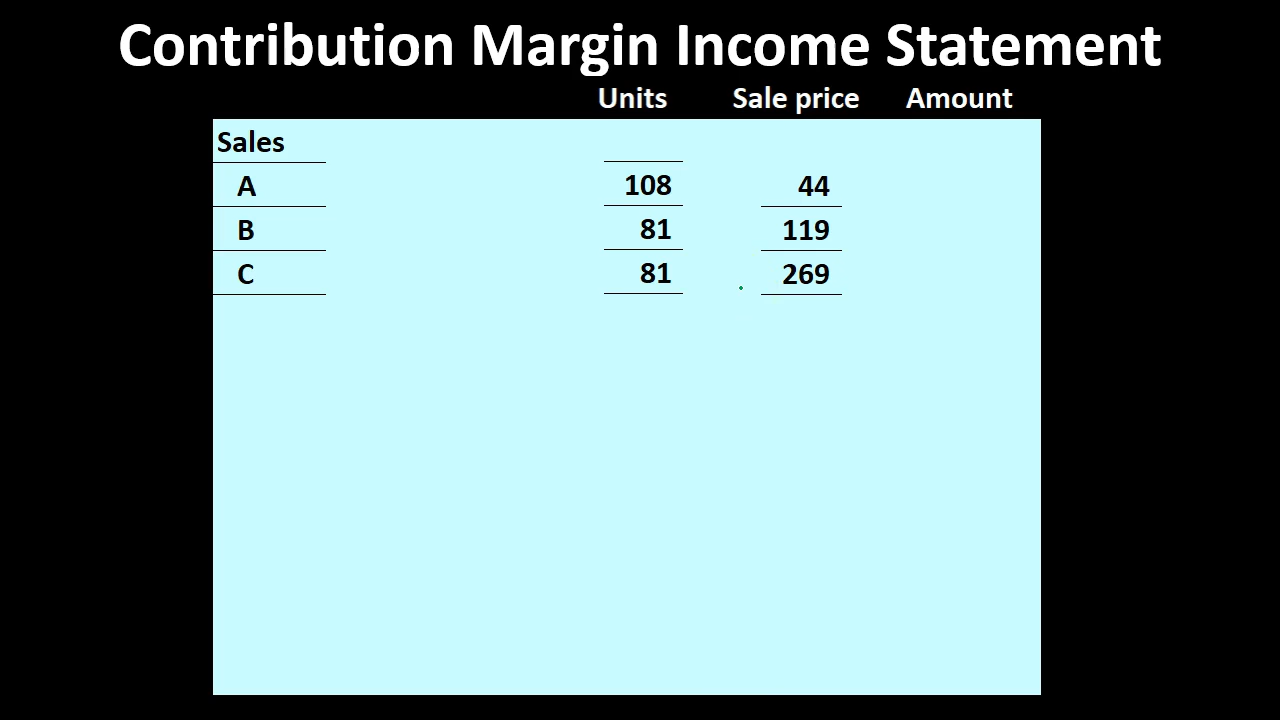 Contribution Margin Income Statement
Units Sale price Amount
Sales
A 108 44
B 81 119
C 81 269